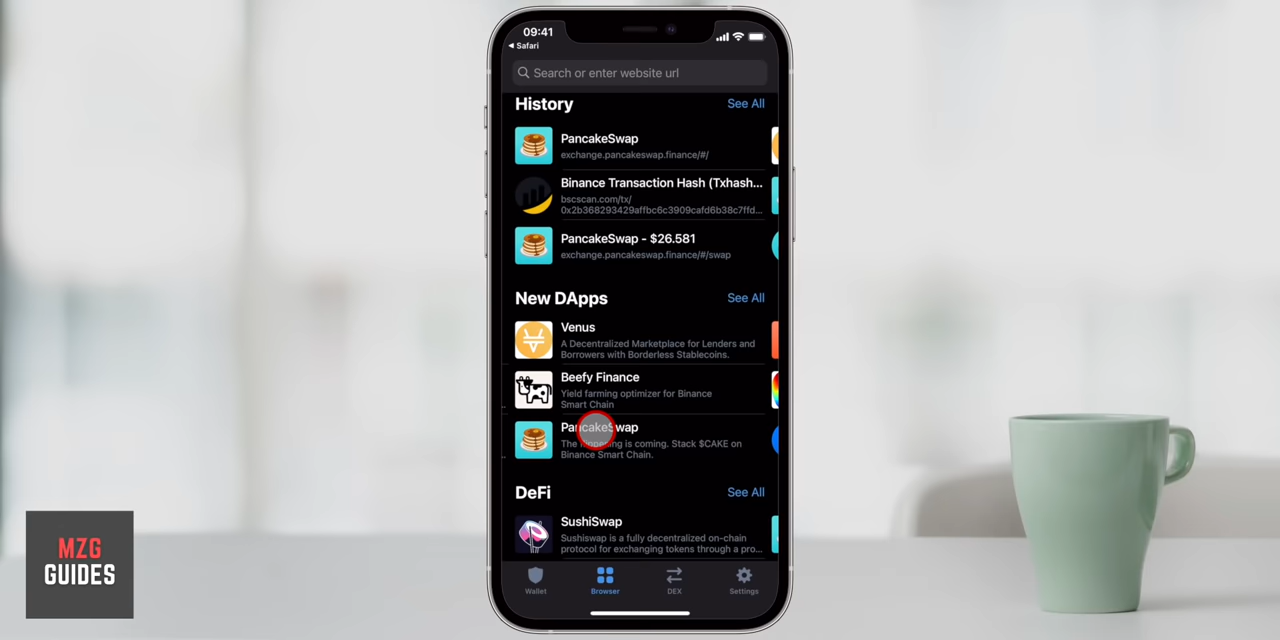 09:41
Safari
Search or enter website url
History
See All
PancakeSwap
exchange.pancakeswap.finance/#/
Binance Transaction Hash (Txhash...
bscscan.com/tx/
0x2b368293429affbc6c3909cafd6b38c7ffd...
PancakeSwap - $26.581
exchange.pancakeswap.finance/#/swap
New DApps
See All
Venus
A Decentralized Marketplace for Lenders and
Borrowers with Borderless Stablecoins.
Beefy Finance
Yield farming optimizer for Binance
Smart Chain
PancakeSwap
The flippening is coming. Stack $CAKE on
Binance Smart Chain.
DeFi
See All
SushiSwap
Sushiswap is a fully decentralized on-chain
protocol for exchanging tokens through a pro...
Wallet
Browser
DEX
Settings
MZG
GUIDES